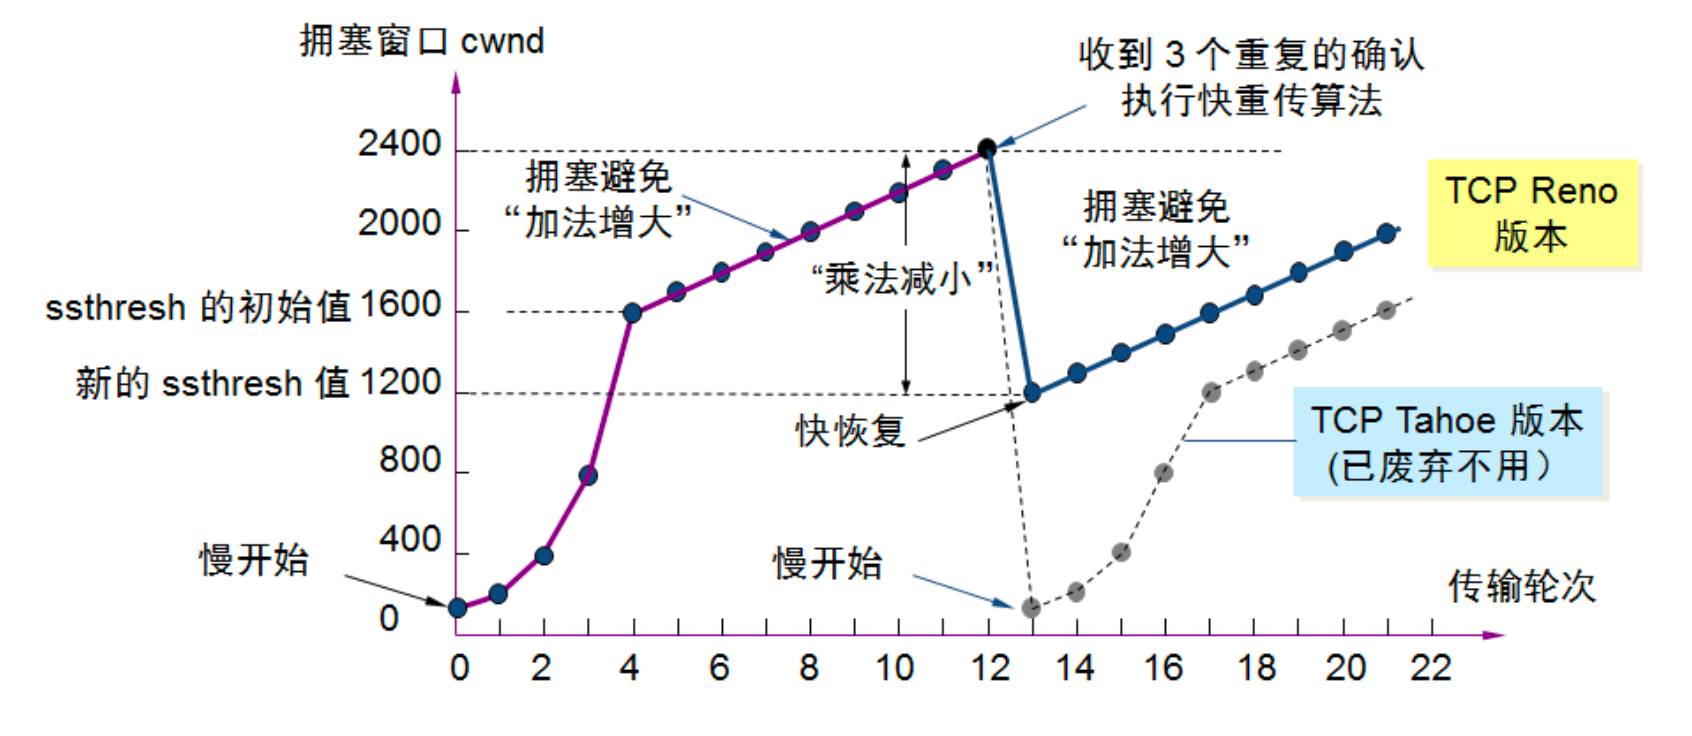 拥塞窗口 cwnd
收到 3 个重复的确认
执行快重传算法
2400
拥塞避免
“加法增大”
拥塞避免
“加法增大”
TCP Reno
版本
2000
“乘法减小”
ssthresh 的初始值 1600
新的 ssthresh 值 1200
快恢复
TCP Tahoe 版本
(已废弃不用）
800
400
慢开始
慢开始
传输轮次
0
0 2 4 6 8 10 12 14 16 18 20 22